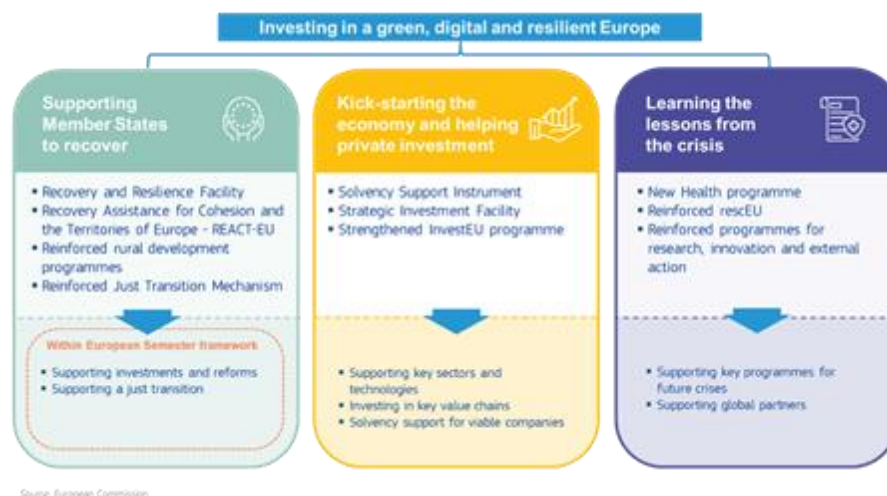 Investing in a green, digital and resilient Europe
Supporting
Member States
to recover
• Recovery and Resilience Facility
• Recovery Assistance for Cohesion and
the Territories of Europe - REACT-EU
• Reinforced rural development
programmes
• Reinforced Just Transition Mechanism
Within European Semester framework
• Supporting investments and reforms
• Supporting a just transition
Kick-starting the
economy and helping
private investment
• Solvency Support Instrument
• Strategic Investment Facility
• Strengthened InvestEU programme
• Supporting key sectors and
technologies
• Investing in key value chains
• Solvency support for viable companies
Learning the
lessons from
the crisis
• New Health programme
• Reinforced rescEU
• Reinforced programmes for
research, innovation and external
action
• Supporting key programmes for
future crises
• Supporting global partners
Source: European Commission